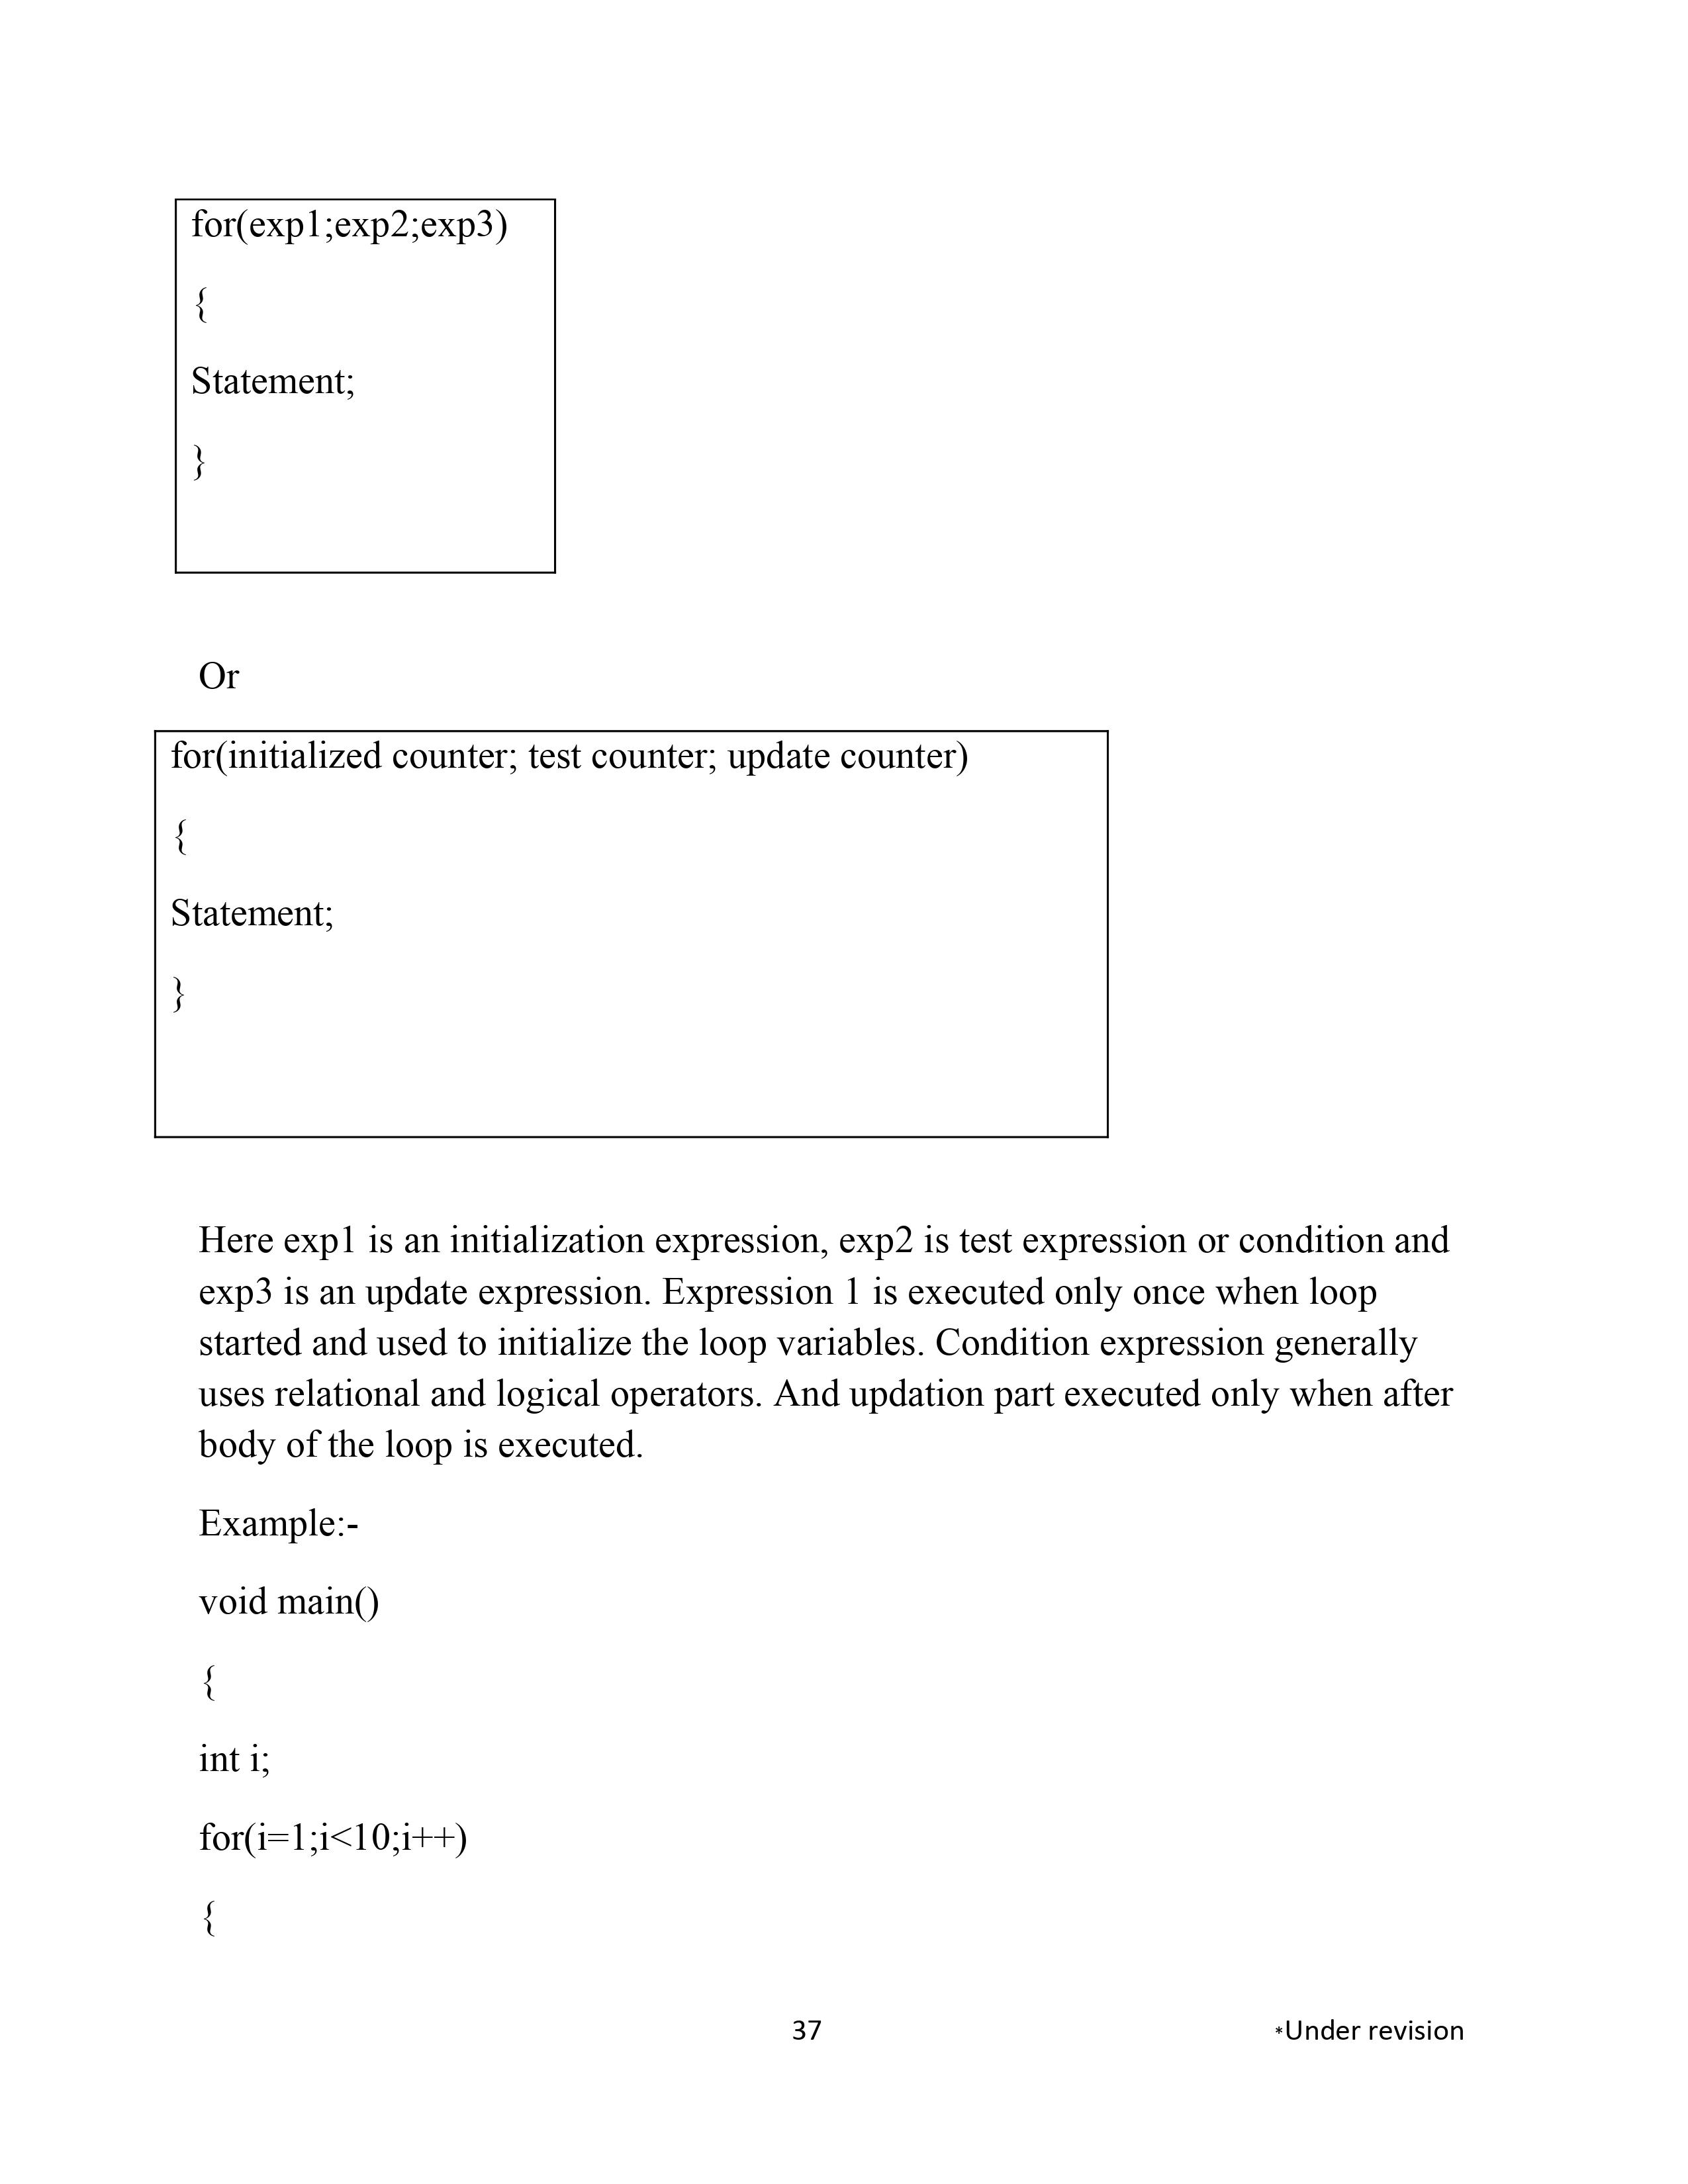 for(exp1;exp2;exp3)
{
Statement;
}
Or
for(initialized counter; test counter; update counter)
{
Statement;
}
Here exp1 is an initialization expression, exp2 is test expression or condition and
exp3 is an update expression. Expression 1 is executed only once when loop
started and used to initialize the loop variables. Condition expression generally
uses relational and logical operators. And updation part executed only when after
body of the loop is executed.
Example:-
void main()
{
int i;
for(i=1;i<10;i++)
{
37 *Under revision